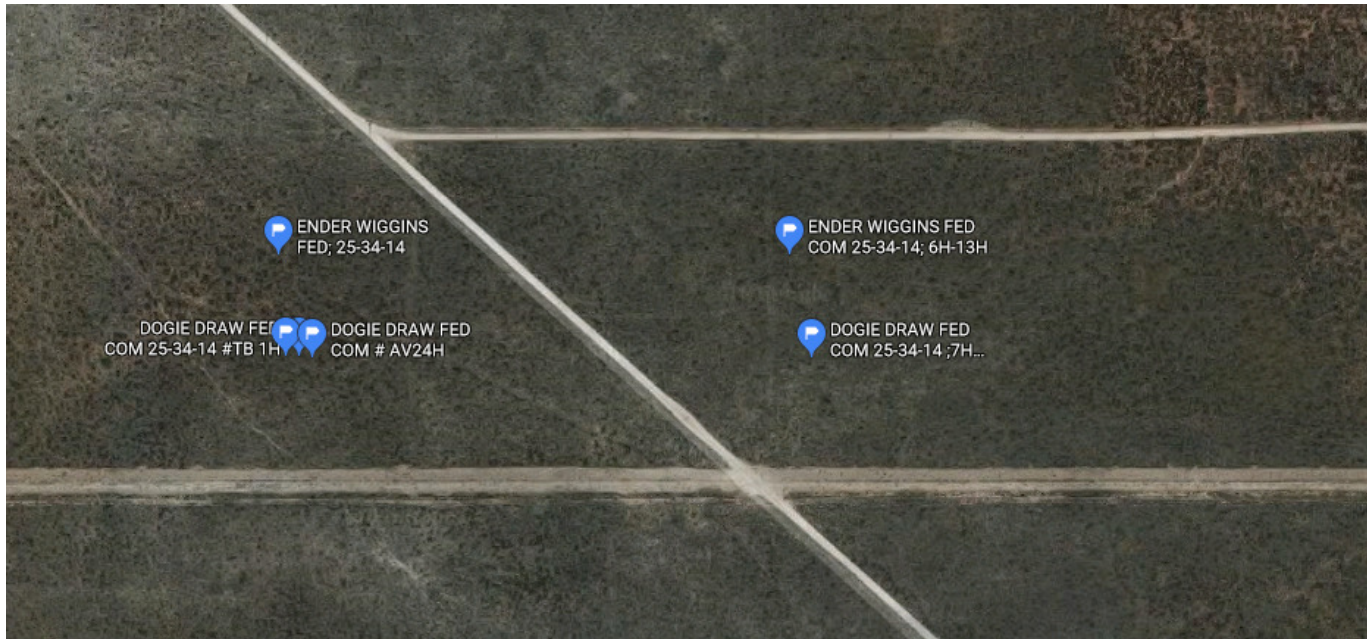 ENDER WIGGINS
FED; 25-34-14
ENDER WIGGINS FED
COM 25-34-14; 6H-13H
DOGIE DRAW FED
COM 25-34-14 #TB 1H
DOGIE DRAW FED
COM # AV24H
DOGIE DRAW FED
COM 25-34-14 ;7H...